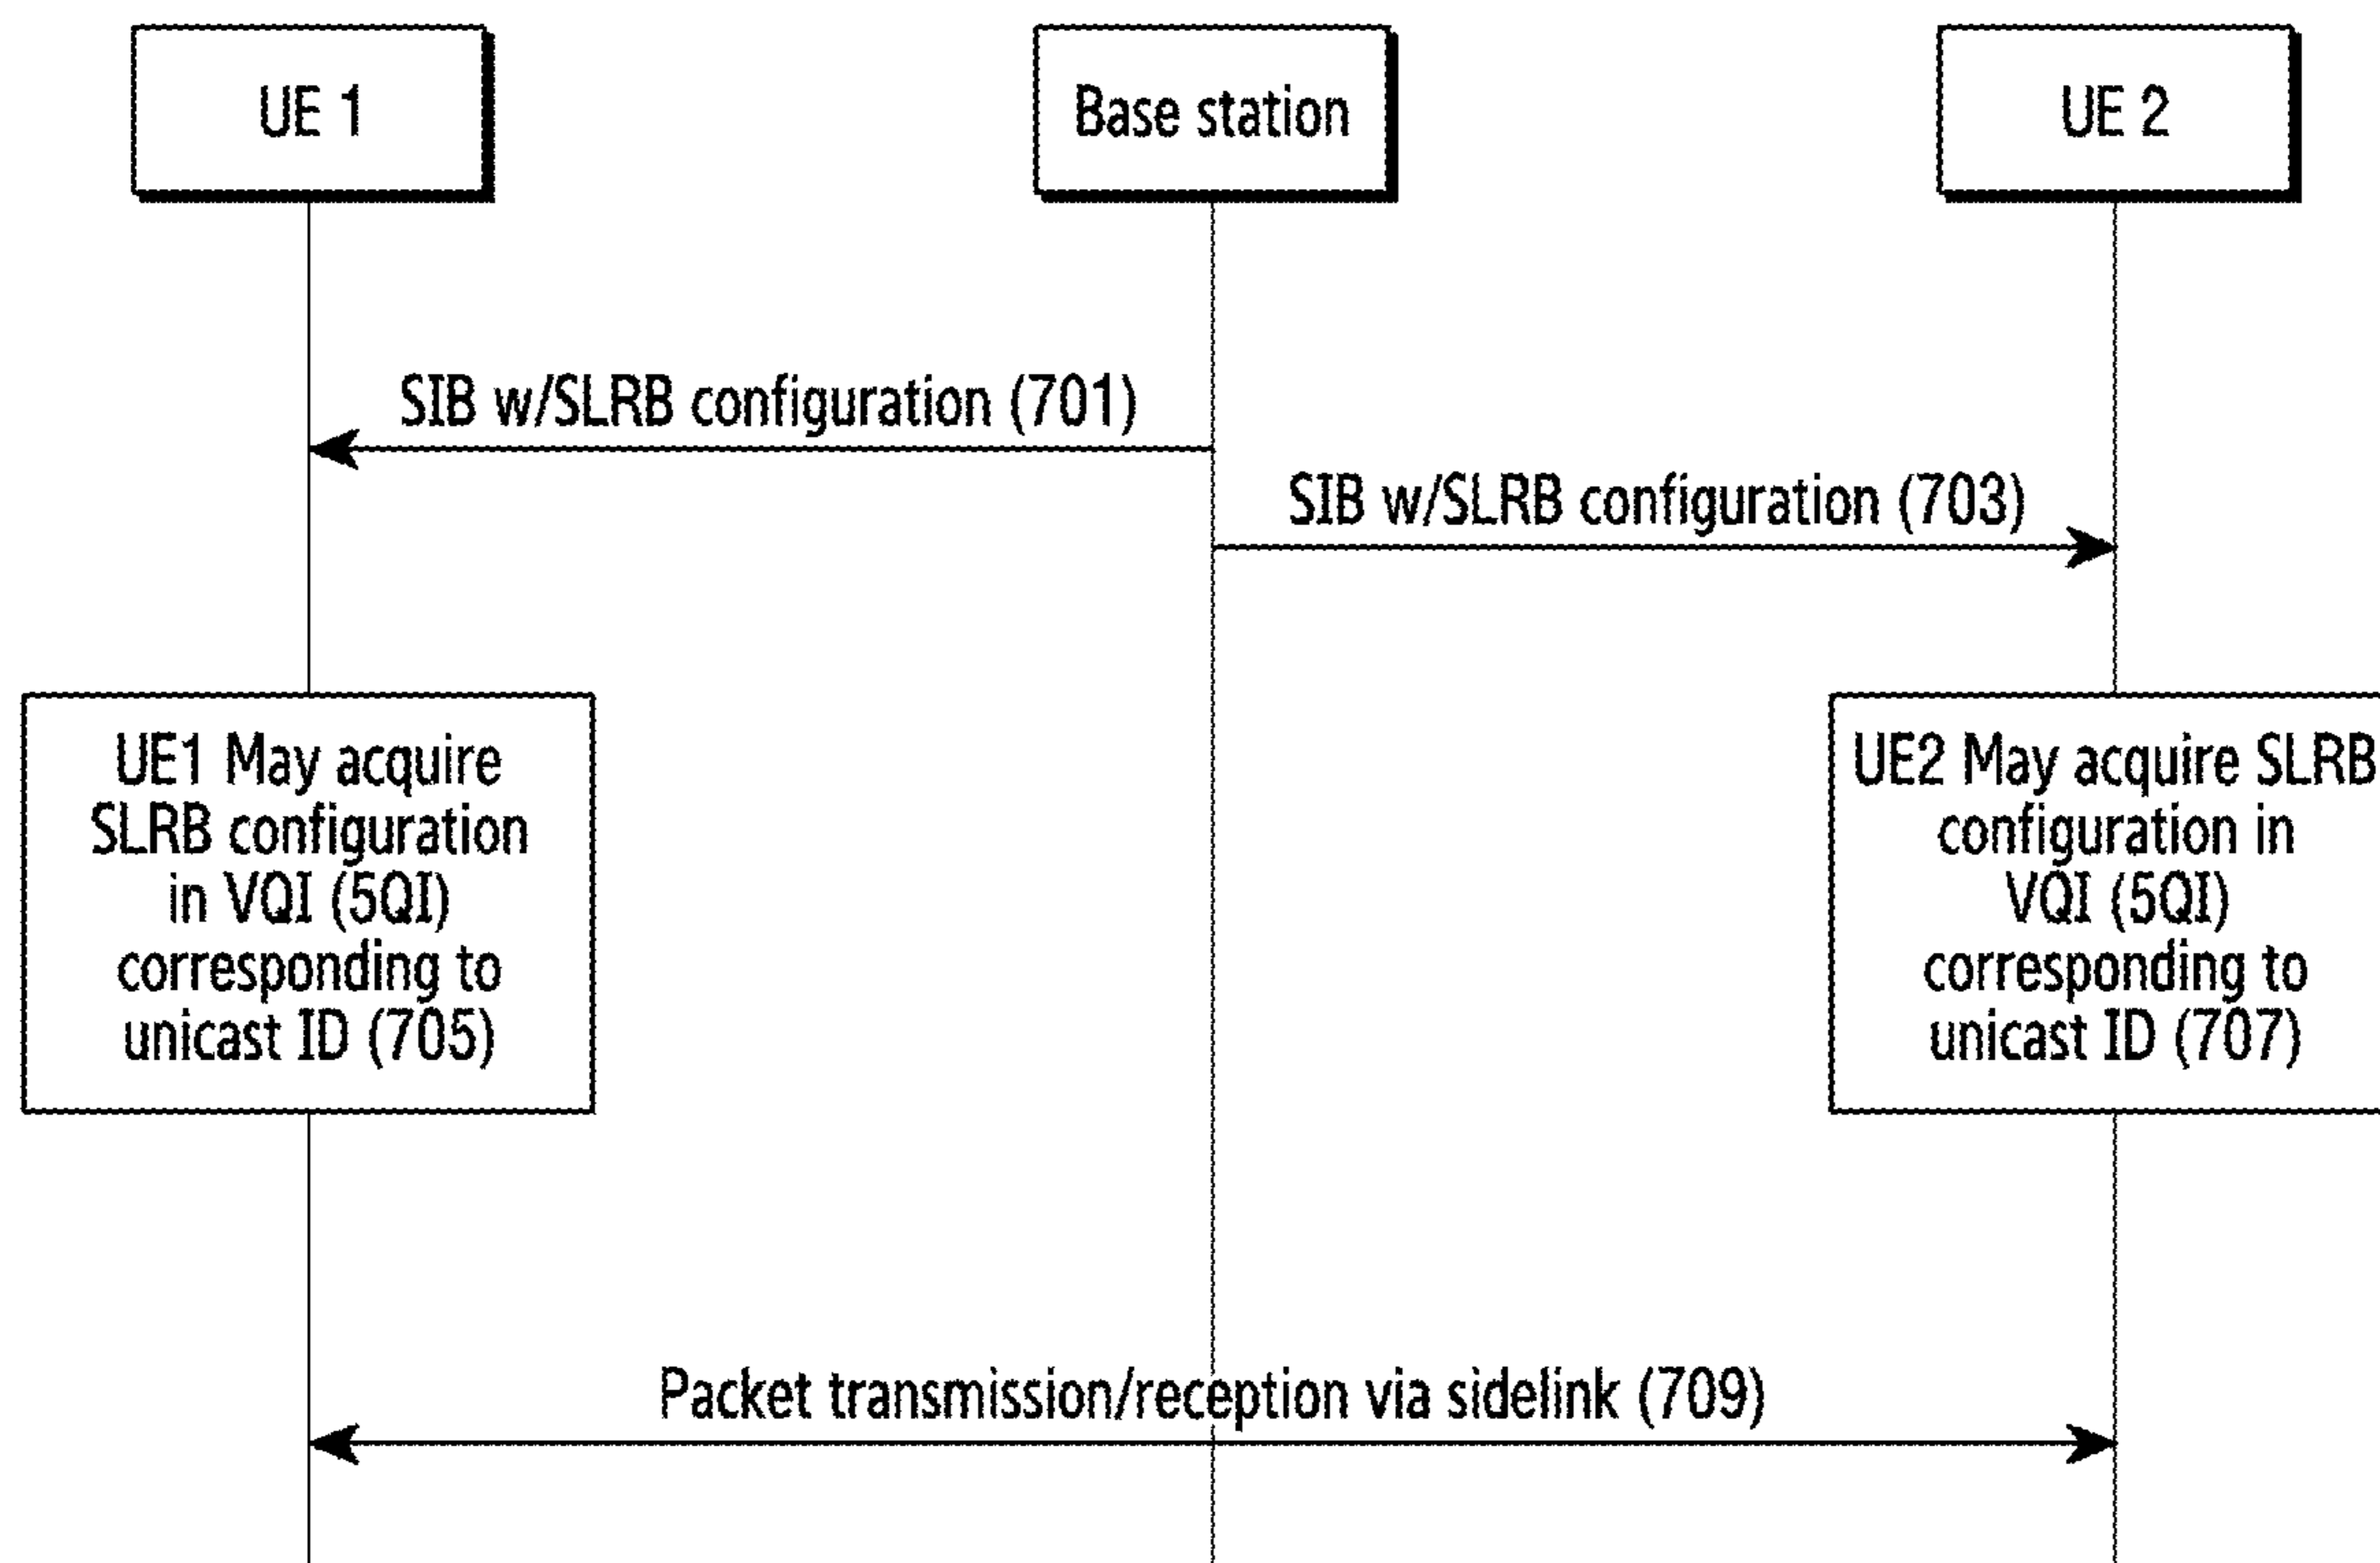 UE 1
Base station
UE 2
SIB w/SLRB configuration (701)
SIB w/SLRB configuration (703)
UE1 May acquire
SLRB configuration
in VQI (5QI)
corresponding to
unicast ID (705)
UE2 May acquire SLRB
configuration in
VQI (5QI)
corresponding to
unicast ID (707)
Packet transmission/reception via sidelink (709)